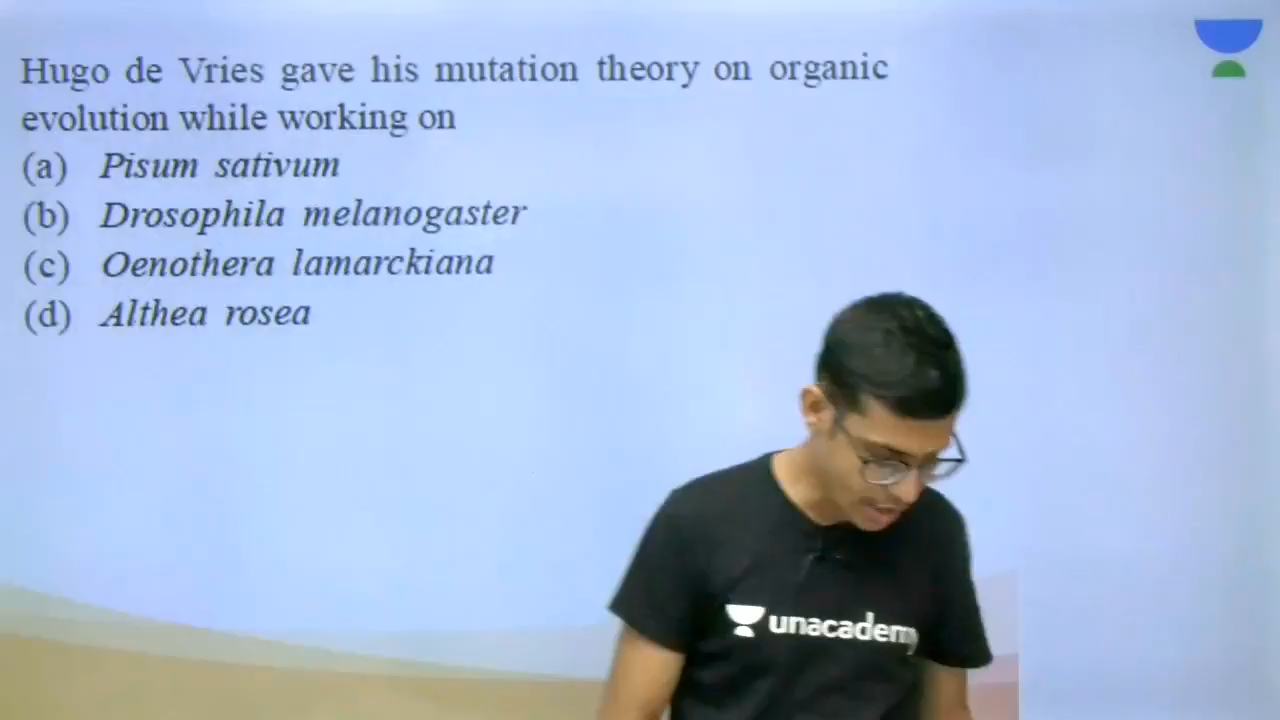 Hugo de Vries gave his mutation theory on organic
evolution while working on
(a) Pisum sativum
(b) Drosophila melanogaster
(c) Oenothera lamarckiana
(d) Althea rosea
unacademy